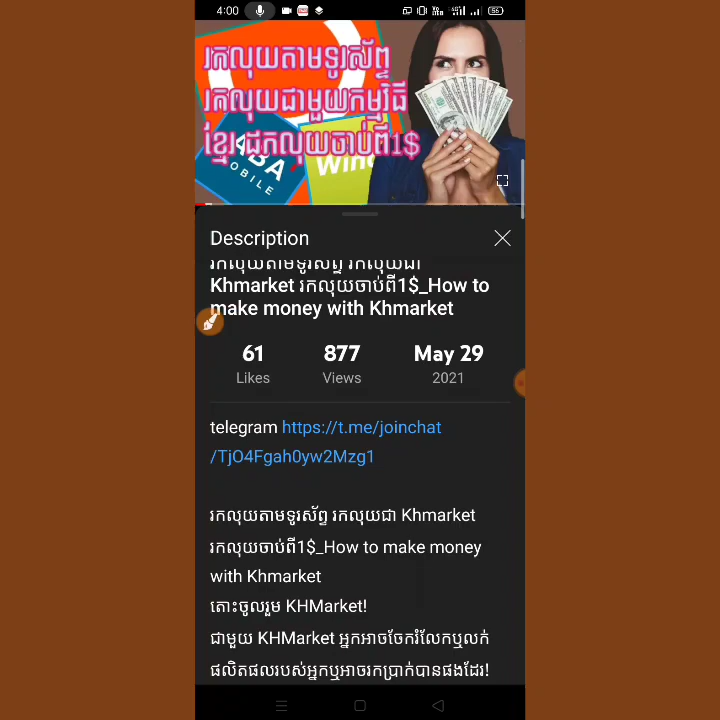 4:00
56
រកលុយតាមទូរស័ព្ទ
រកលុយជាមួយកម្មវិធី
ខ្មែរ ដកលុយចាប់ពី1$
ABA
MOBILE
Wing
Description
រកលុយតាមទូរស័ព្ទ រកលុយជា
Khmarket រកលុយចាប់ពី1$_How to
make money with Khmarket
61 877 May 29
Likes Views 2021
telegram https://t.me/joinchat
/TjO4Fgah0yw2Mzg1
រកលុយតាមទូរស័ព្ទ រកលុយជា Khmarket
រកលុយចាប់ពី1$_How to make money
with Khmarket
តោះចូលរួម KHMarket!
ជាមួយ KHMarket អ្នកអាចចែករំលែកឬលក់
ផលិតផលរបស់អ្នកឬអាចរកប្រាក់បានផងដែរ!